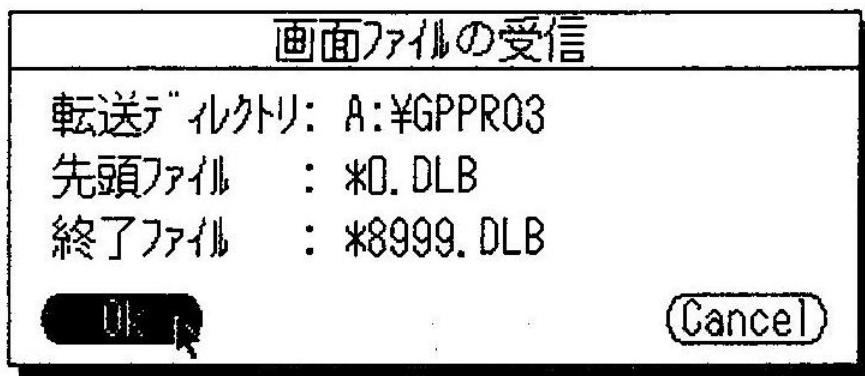 画面ファイルの受信
転送ディレクトリ: A:¥GPPRO3
先頭ファイル : *0.DLB
終了ファイル : *8999.DLB
Ok Cancel